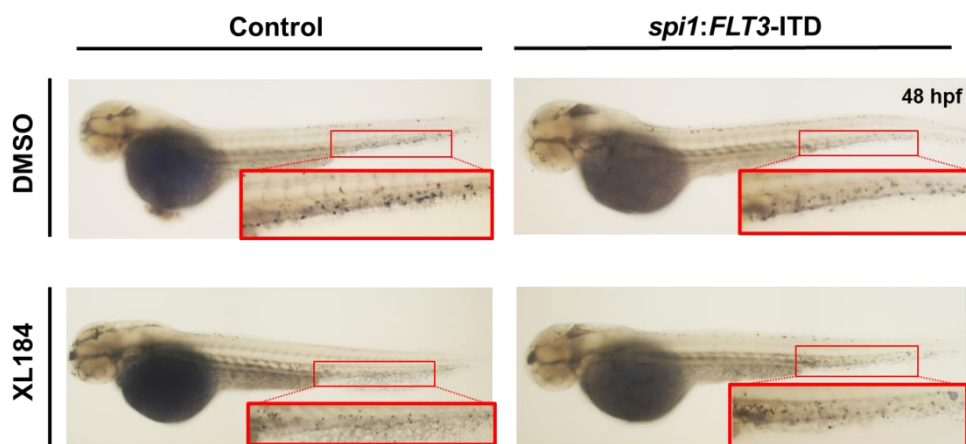 Control
spi1:FLT3-ITD
DMSO
48 hpf
XL184